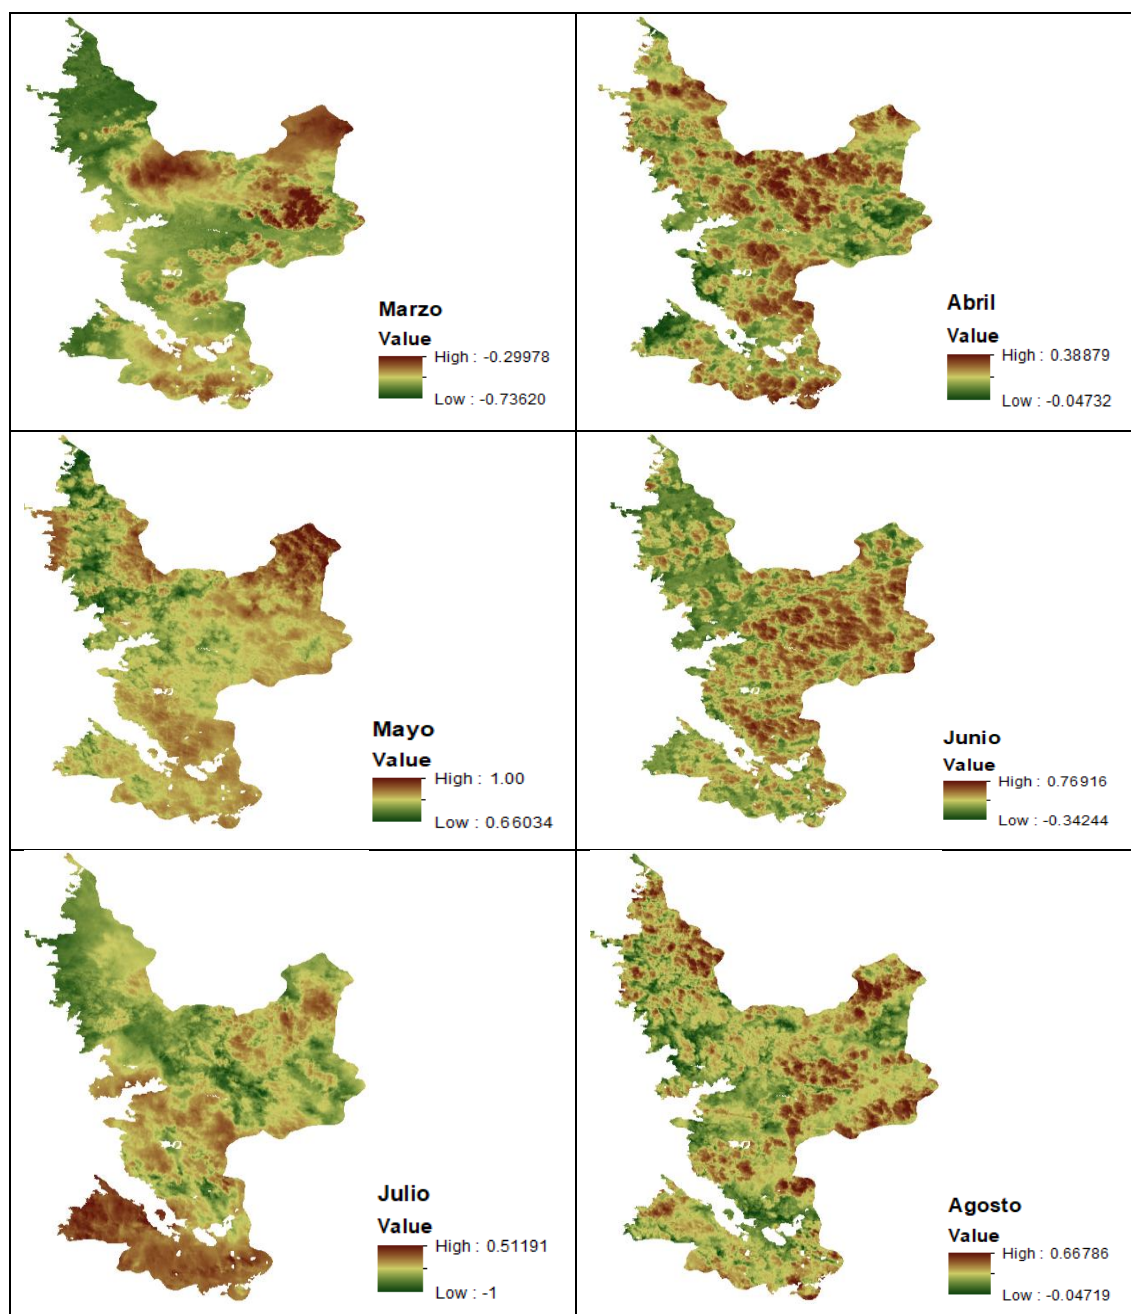 Marzo
Value
High : -0.29978
Low : -0.73620
Abril
Value
High : 0.38879
Low : -0.04732
Mayo
Value
High : 1.00
Low : 0.66034
Junio
Value
High : 0.76916
Low : -0.34244
Julio
Value
High : 0.51191
Low : -1
Agosto
Value
High : 0.66786
Low : -0.04719